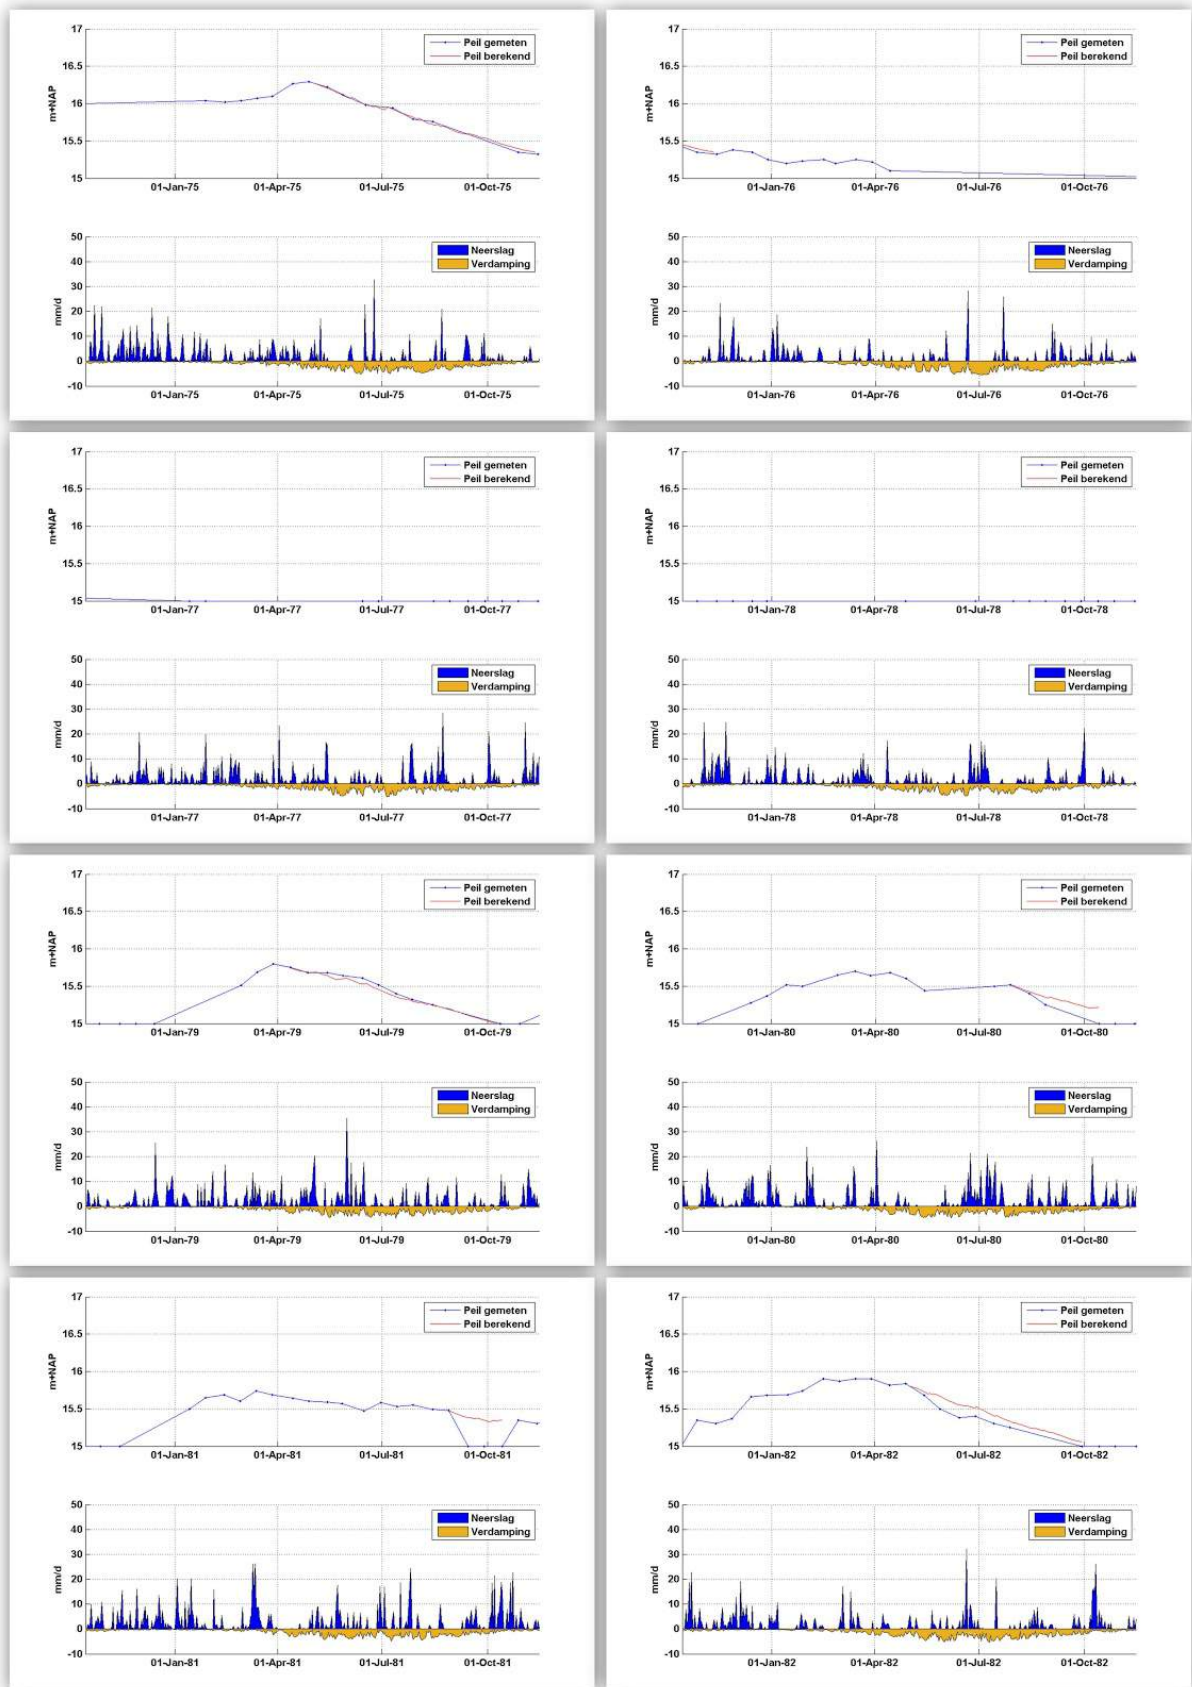 17
16.5
16
15.5
15
m+NAP
Peil gemeten
Peil berekend
01-Jan-75 01-Apr-75 01-Jul-75 01-Oct-75
50
40
30
20
10
0
-10
mm/d
Neerslag
Verdamping
01-Jan-75 01-Apr-75 01-Jul-75 01-Oct-75
17
16.5
16
15.5
15
m+NAP
Peil gemeten
Peil berekend
01-Jan-76 01-Apr-76 01-Jul-76 01-Oct-76
50
40
30
20
10
0
-10
mm/d
Neerslag
Verdamping
01-Jan-76 01-Apr-76 01-Jul-76 01-Oct-76
17
16.5
16
15.5
15
m+NAP
Peil gemeten
Peil berekend
01-Jan-77 01-Apr-77 01-Jul-77 01-Oct-77
50
40
30
20
10
0
-10
mm/d
Neerslag
Verdamping
01-Jan-77 01-Apr-77 01-Jul-77 01-Oct-77
17
16.5
16
15.5
15
m+NAP
Peil gemeten
Peil berekend
01-Jan-78 01-Apr-78 01-Jul-78 01-Oct-78
50
40
30
20
10
0
-10
mm/d
Neerslag
Verdamping
01-Jan-78 01-Apr-78 01-Jul-78 01-Oct-78
17
16.5
16
15.5
15
m+NAP
Peil gemeten
Peil berekend
01-Jan-79 01-Apr-79 01-Jul-79 01-Oct-79
50
40
30
20
10
0
-10
mm/d
Neerslag
Verdamping
01-Jan-79 01-Apr-79 01-Jul-79 01-Oct-79
17
16.5
16
15.5
15
m+NAP
Peil gemeten
Peil berekend
01-Jan-80 01-Apr-80 01-Jul-80 01-Oct-80
50
40
30
20
10
0
-10
mm/d
Neerslag
Verdamping
01-Jan-80 01-Apr-80 01-Jul-80 01-Oct-80
17
16.5
16
15.5
15
m+NAP
Peil gemeten
Peil berekend
01-Jan-81 01-Apr-81 01-Jul-81 01-Oct-81
50
40
30
20
10
0
-10
mm/d
Neerslag
Verdamping
01-Jan-81 01-Apr-81 01-Jul-81 01-Oct-81
17
16.5
16
15.5
15
m+NAP
Peil gemeten
Peil berekend
01-Jan-82 01-Apr-82 01-Jul-82 01-Oct-82
50
40
30
20
10
0
-10
mm/d
Neerslag
Verdamping
01-Jan-82 01-Apr-82 01-Jul-82 01-Oct-82